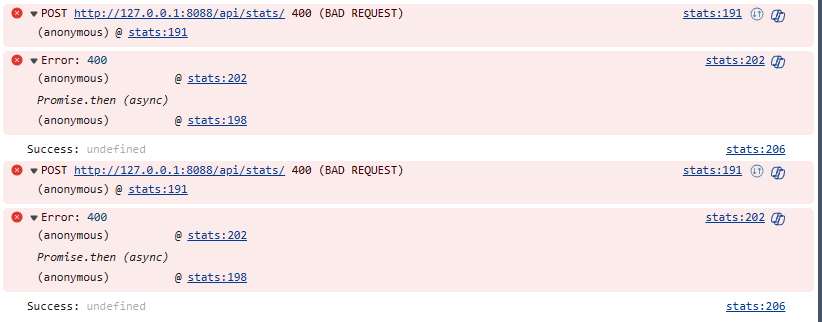 POST http://127.0.0.1:8088/api/stats/ 400 (BAD REQUEST) stats:191
(anonymous) @ stats:191
Error: 400 stats:202
(anonymous) @ stats:202
Promise.then (async)
(anonymous) @ stats:198
Success: undefined stats:206
POST http://127.0.0.1:8088/api/stats/ 400 (BAD REQUEST) stats:191
(anonymous) @ stats:191
Error: 400 stats:202
(anonymous) @ stats:202
Promise.then (async)
(anonymous) @ stats:198
Success: undefined stats:206